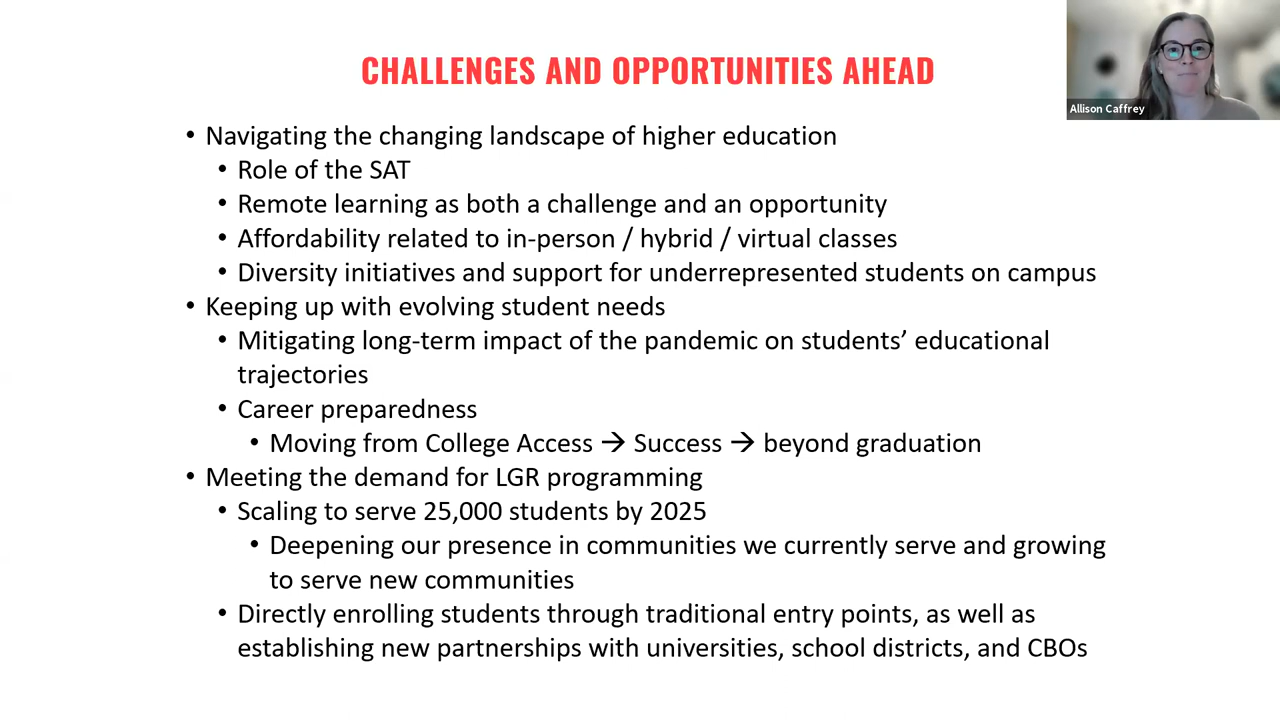 CHALLENGES AND OPPORTUNITIES AHEAD
Allison Caffrey
• Navigating the changing landscape of higher education
• Role of the SAT
• Remote learning as both a challenge and an opportunity
• Affordability related to in-person / hybrid / virtual classes
• Diversity initiatives and support for underrepresented students on campus
• Keeping up with evolving student needs
• Mitigating long-term impact of the pandemic on students’ educational
trajectories
• Career preparedness
• Moving from College Access → Success → beyond graduation
• Meeting the demand for LGR programming
• Scaling to serve 25,000 students by 2025
• Deepening our presence in communities we currently serve and growing
to serve new communities
• Directly enrolling students through traditional entry points, as well as
establishing new partnerships with universities, school districts, and CBOs